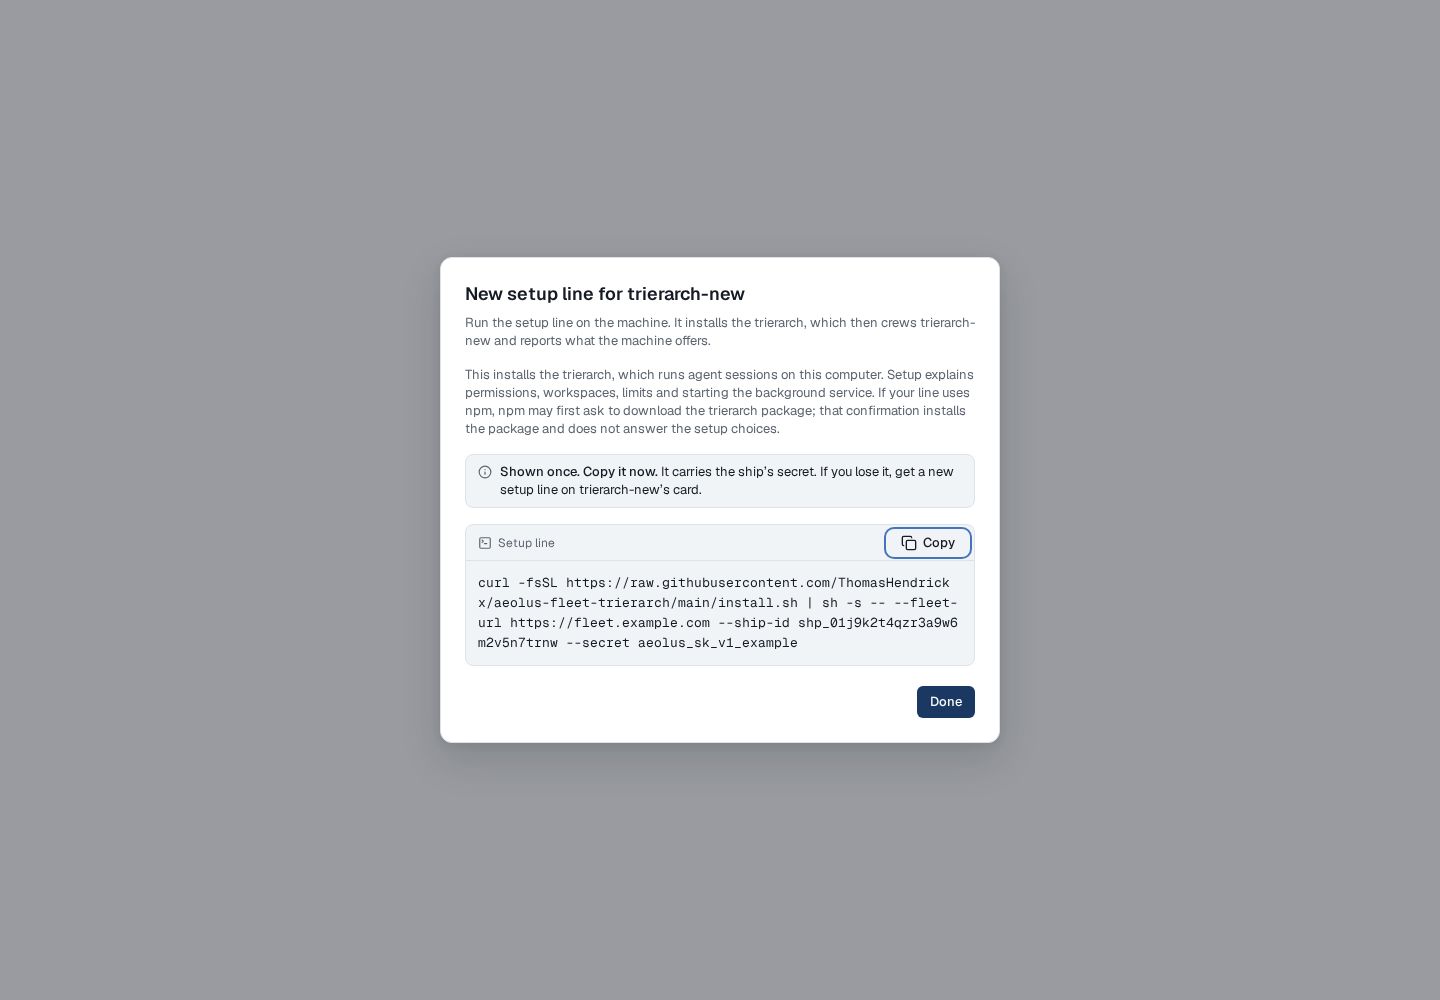 New setup line for trierarch-new
Run the setup line on the machine. It installs the trierarch, which then crews trierarch-
new and reports what the machine offers.
This installs the trierarch, which runs agent sessions on this computer. Setup explains
permissions, workspaces, limits and starting the background service. If your line uses
npm, npm may first ask to download the trierarch package; that confirmation installs
the package and does not answer the setup choices.
Shown once. Copy it now. It carries the ship’s secret. If you lose it, get a new
setup line on trierarch-new’s card.
Setup line
Copy
curl -fsSL https://raw.githubusercontent.com/ThomasHendrick
x/aeolus-fleet-trierarch/main/install.sh | sh -s -- --fleet-
url https://fleet.example.com --ship-id shp_01j9k2t4qzr3a9w6
m2v5n7trnw --secret aeolus_sk_v1_example
Done